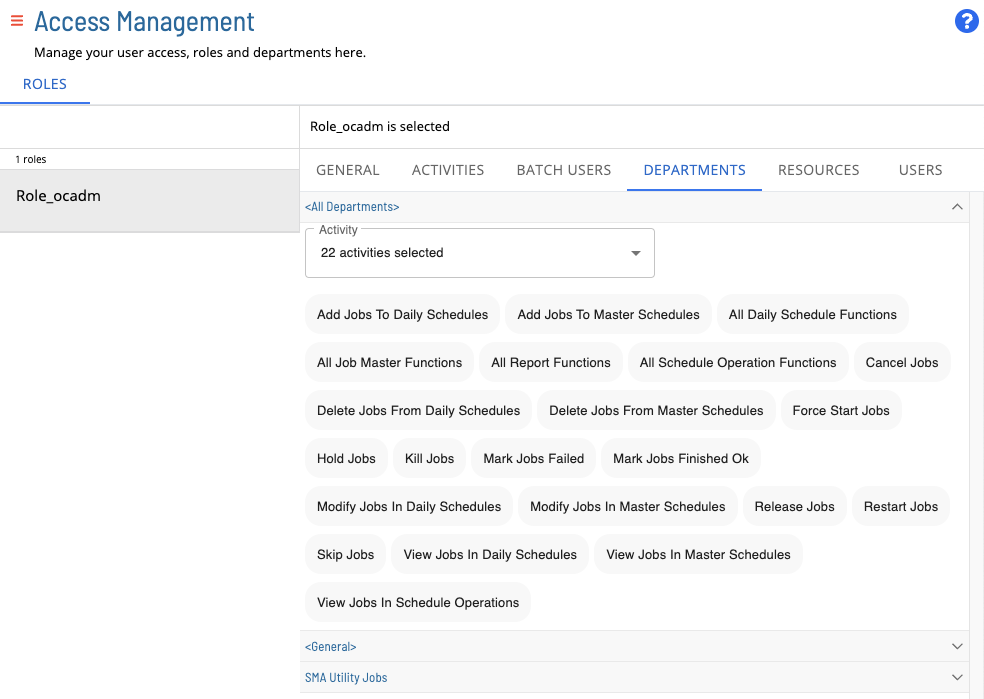 Access Management
?
Manage your user access, roles and departments here.
ROLES
Role_ocadm is selected
1 roles
Role_ocadm
GENERAL ACTIVITIES BATCH USERS DEPARTMENTS RESOURCES USERS
<All Departments>
Activity
22 activities selected
Add Jobs To Daily Schedules Add Jobs To Master Schedules All Daily Schedule Functions
All Job Master Functions All Report Functions All Schedule Operation Functions Cancel Jobs
Delete Jobs From Daily Schedules Delete Jobs From Master Schedules Force Start Jobs
Hold Jobs Kill Jobs Mark Jobs Failed Mark Jobs Finished Ok
Modify Jobs In Daily Schedules Modify Jobs In Master Schedules Release Jobs Restart Jobs
Skip Jobs View Jobs In Daily Schedules View Jobs In Master Schedules
View Jobs In Schedule Operations
<General>
SMA Utility Jobs